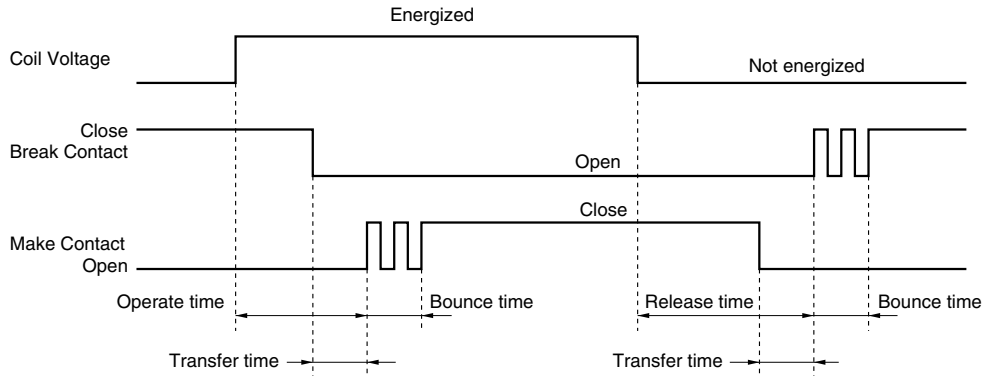 Energized
Coil Voltage
Not energized
Close
Break Contact
Open
Close
Make Contact
Open
Operate time
Bounce time
Release time
Bounce time
Transfer time
Transfer time